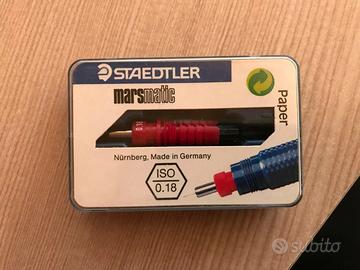 STAEDTLER
marsmatic
Paper
Nürnberg, Made in Germany
ISO
0.18
subito